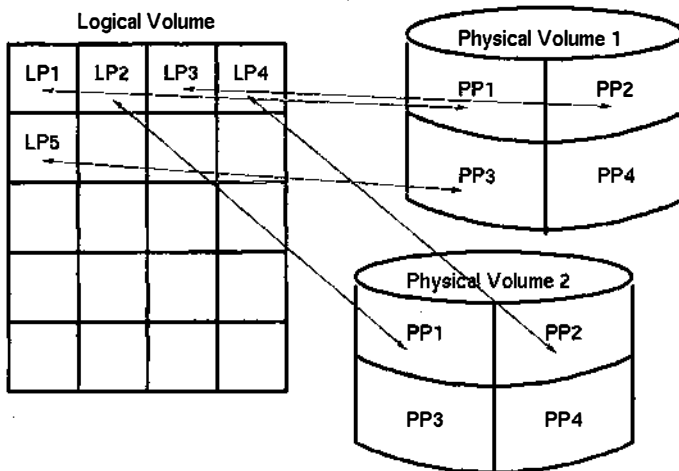 Logical Volume
Physical Volume 1
LP1 LP2 LP3 LP4
PP1 PP2
LP5
PP3 PP4
Physical Volume 2
PP1 PP2
PP3 PP4